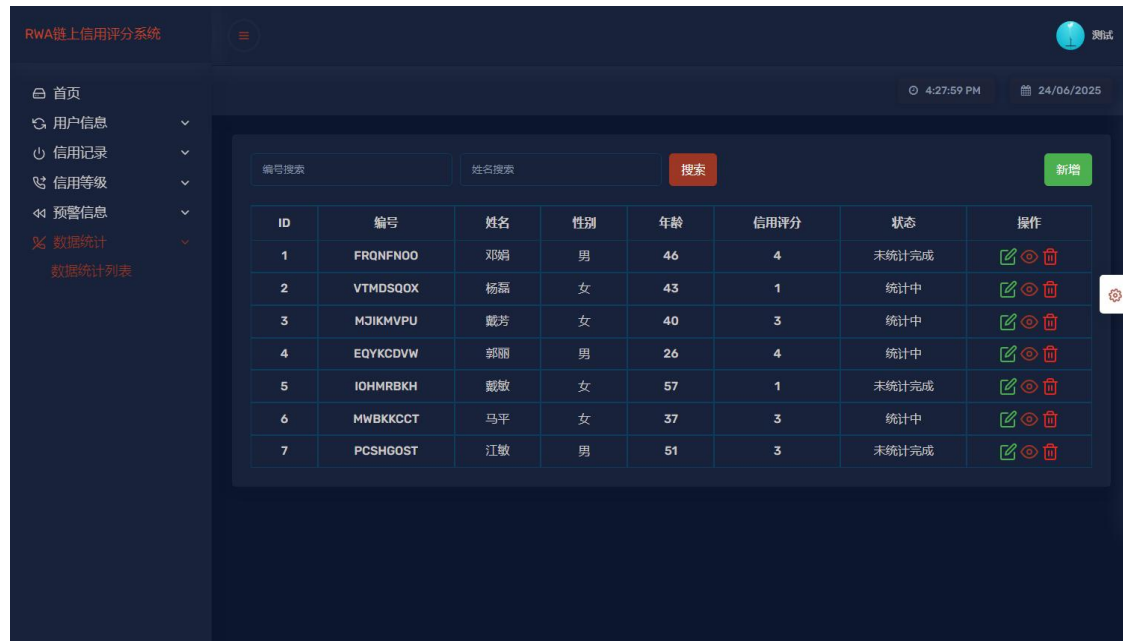 RWA链上信用评分系统
测试
首页
用户信息
信用记录
信用等级
预警信息
数据统计
数据统计列表
4:27:59 PM 24/06/2025
编号搜索 姓名搜索 搜索 新增
ID 编号 姓名 性别 年龄 信用评分 状态 操作
1 FRQNFNOO 邓娟 男 46 4 未统计完成
2 VTMDSQOX 杨磊 女 43 1 统计中
3 MJIKMVPU 戴芳 女 40 3 统计中
4 EQYKCDVW 郭丽 男 26 4 统计中
5 IOHMRBKH 戴敏 女 57 1 未统计完成
6 MWBKKCCT 马平 女 37 3 统计中
7 PCSHGOST 江敏 男 51 3 未统计完成